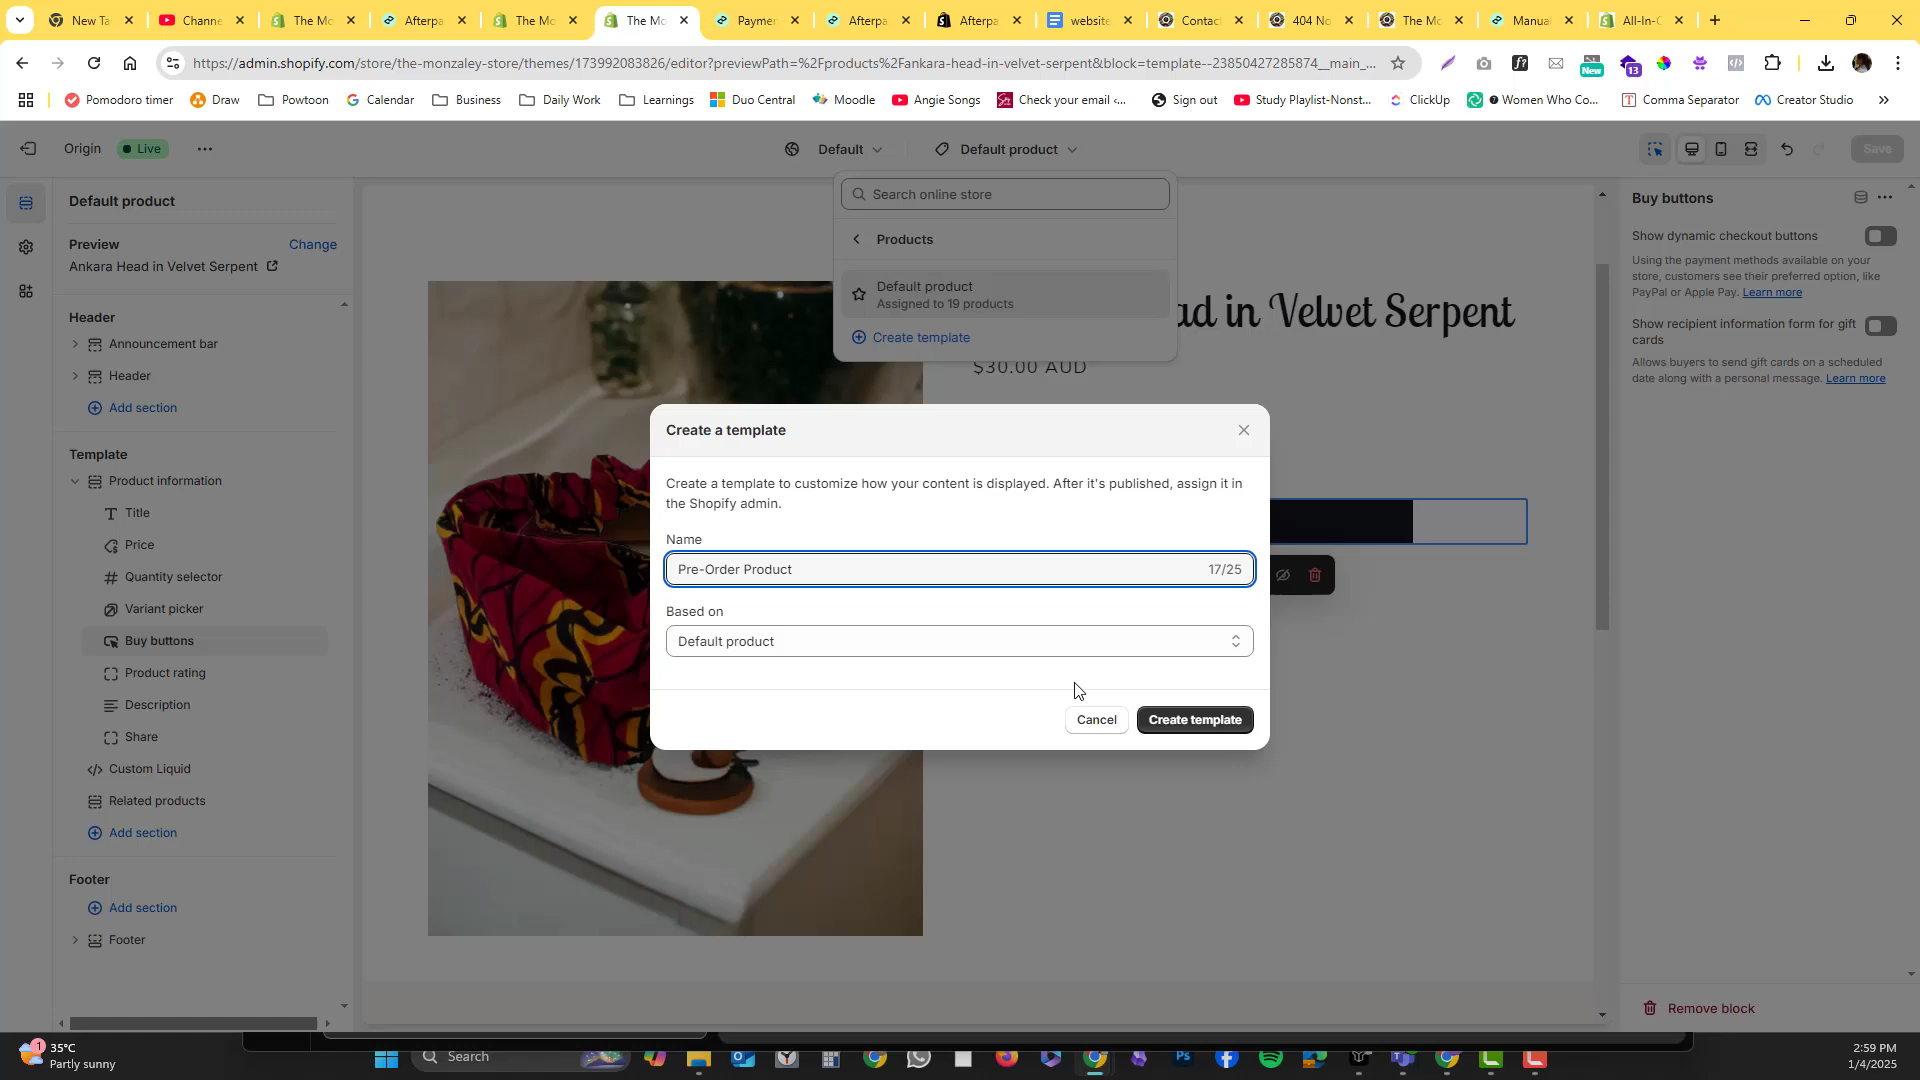 New Ta
Channe
The Mo
Afterpa
The Mo
The Mo
Paymen
Afterpa
Afterpa
website
Contac
404 No
The Mo
Manual
All-In-C
https://admin.shopify.com/store/the-monzaley-store/themes/173992083826/editor?previewPath=%2Fproducts%2Fankara-head-in-velvet-serpent&block=template--23850427285874__main_...
New
13
Pomodoro timer
Draw
Powtoon
Calendar
Business
Daily Work
Learnings
Duo Central
Moodle
Angie Songs
Check your email <...
Sign out
Study Playlist-Nonst...
ClickUp
Women Who Co...
Comma Separator
Creator Studio
Origin
Live
Default
Default product
Save
Default product
Preview
Change
Ankara Head in Velvet Serpent
Header
Announcement bar
Header
Add section
Template
Product information
Title
Price
Quantity selector
Variant picker
Buy buttons
Product rating
Description
Share
Custom Liquid
Related products
Add section
Footer
Add section
Footer
Search online store
Products
Default product
Assigned to 19 products
Create template
ad in Velvet Serpent
$30.00 AUD
Create a template
Create a template to customize how your content is displayed. After it's published, assign it in
the Shopify admin.
Name
Pre-Order Product
17/25
Based on
Default product
Cancel
Create template
Buy buttons
Show dynamic checkout buttons
Using the payment methods available on your
store, customers see their preferred option, like
PayPal or Apple Pay. Learn more
Show recipient information form for gift
cards
Allows buyers to send gift cards on a scheduled
date along with a personal message. Learn more
Remove block
1
35°C
Partly sunny
Search
2:59 PM
1/4/2025